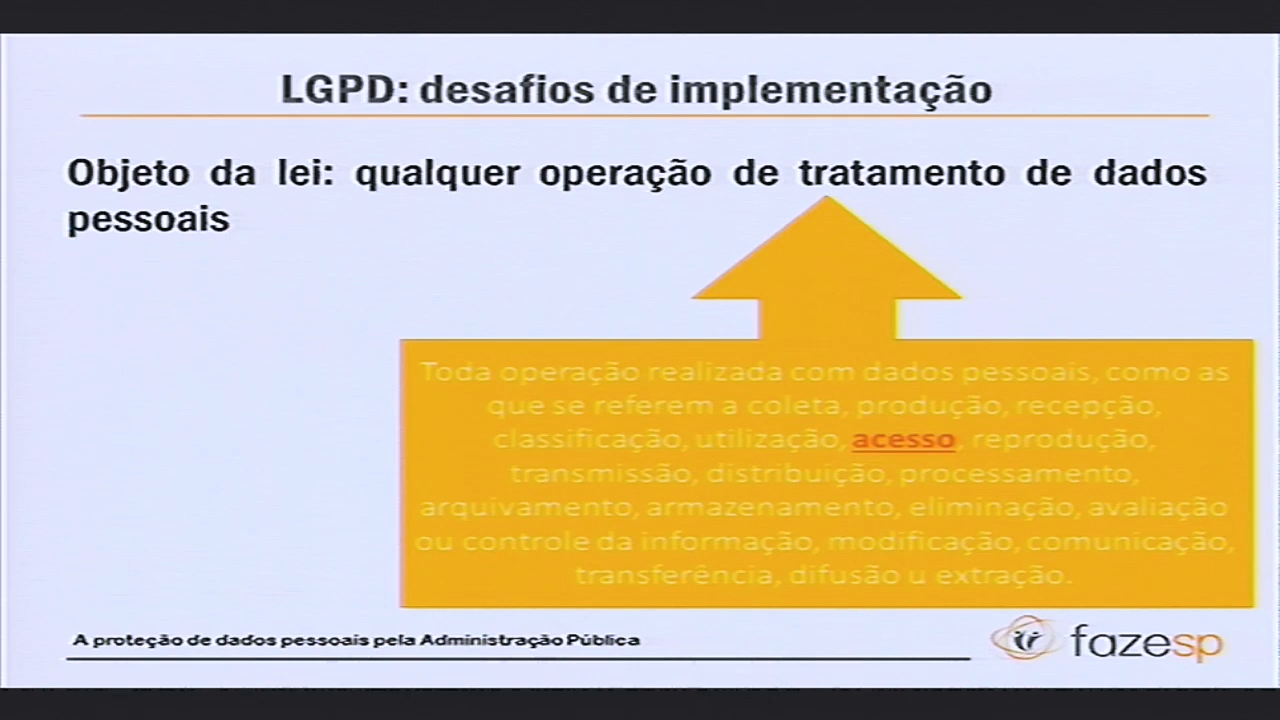 LGPD: desafios de implementação
Objeto da lei: qualquer operação de tratamento de dados
pessoais
Toda operação realizada com dados pessoais, como as
que se referem a coleta, produção, recepção,
classificação, utilização, acesso, reprodução,
transmissão, distribuição, processamento,
arquivamento, armazenamento, eliminação, avaliação
ou controle da informação, modificação, comunicação,
transferência, difusão u extração.
A proteção de dados pessoais pela Administração Pública
fazesp